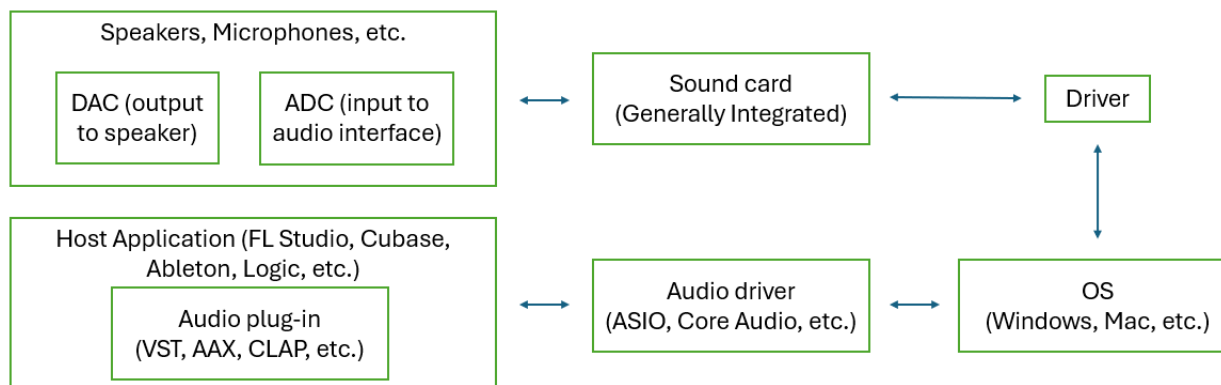 Speakers, Microphones, etc.
DAC (output
to speaker)
ADC (input to
audio interface)
Sound card
(Generally Integrated)
Driver
Host Application (FL Studio, Cubase,
Ableton, Logic, etc.)
Audio plug-in
(VST, AAX, CLAP, etc.)
Audio driver
(ASIO, Core Audio, etc.)
OS
(Windows, Mac, etc.)